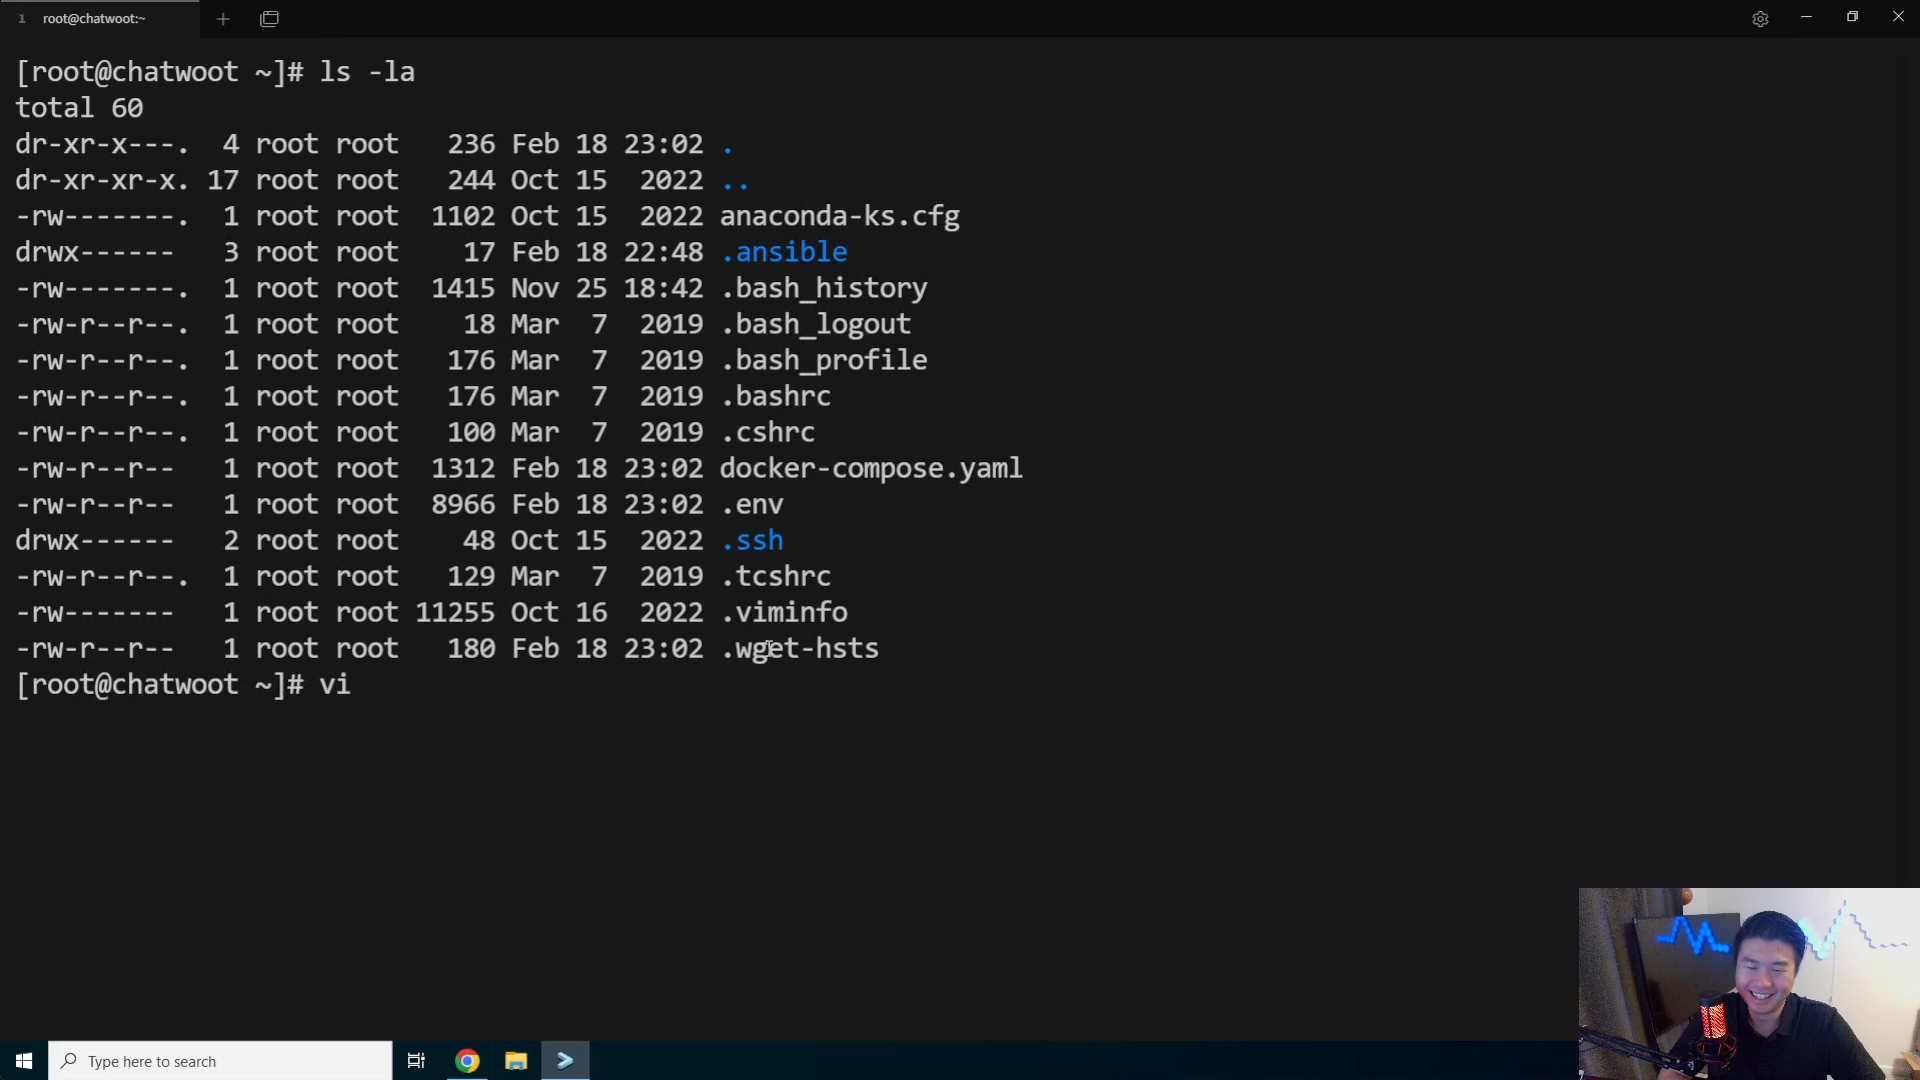 1 root@chatwoot:~
[root@chatwoot ~]# ls -la
total 60
dr-xr-x---. 4 root root 236 Feb 18 23:02 .
dr-xr-xr-x. 17 root root 244 Oct 15 2022 ..
-rw-------. 1 root root 1102 Oct 15 2022 anaconda-ks.cfg
drwx------ 3 root root 17 Feb 18 22:48 .ansible
-rw-------. 1 root root 1415 Nov 25 18:42 .bash_history
-rw-r--r--. 1 root root 18 Mar 7 2019 .bash_logout
-rw-r--r--. 1 root root 176 Mar 7 2019 .bash_profile
-rw-r--r--. 1 root root 176 Mar 7 2019 .bashrc
-rw-r--r--. 1 root root 100 Mar 7 2019 .cshrc
-rw-r--r-- 1 root root 1312 Feb 18 23:02 docker-compose.yaml
-rw-r--r-- 1 root root 8966 Feb 18 23:02 .env
drwx------ 2 root root 48 Oct 15 2022 .ssh
-rw-r--r--. 1 root root 129 Mar 7 2019 .tcshrc
-rw------- 1 root root 11255 Oct 16 2022 .viminfo
-rw-r--r-- 1 root root 180 Feb 18 23:02 .wget-hsts
[root@chatwoot ~]# vi
Type here to search